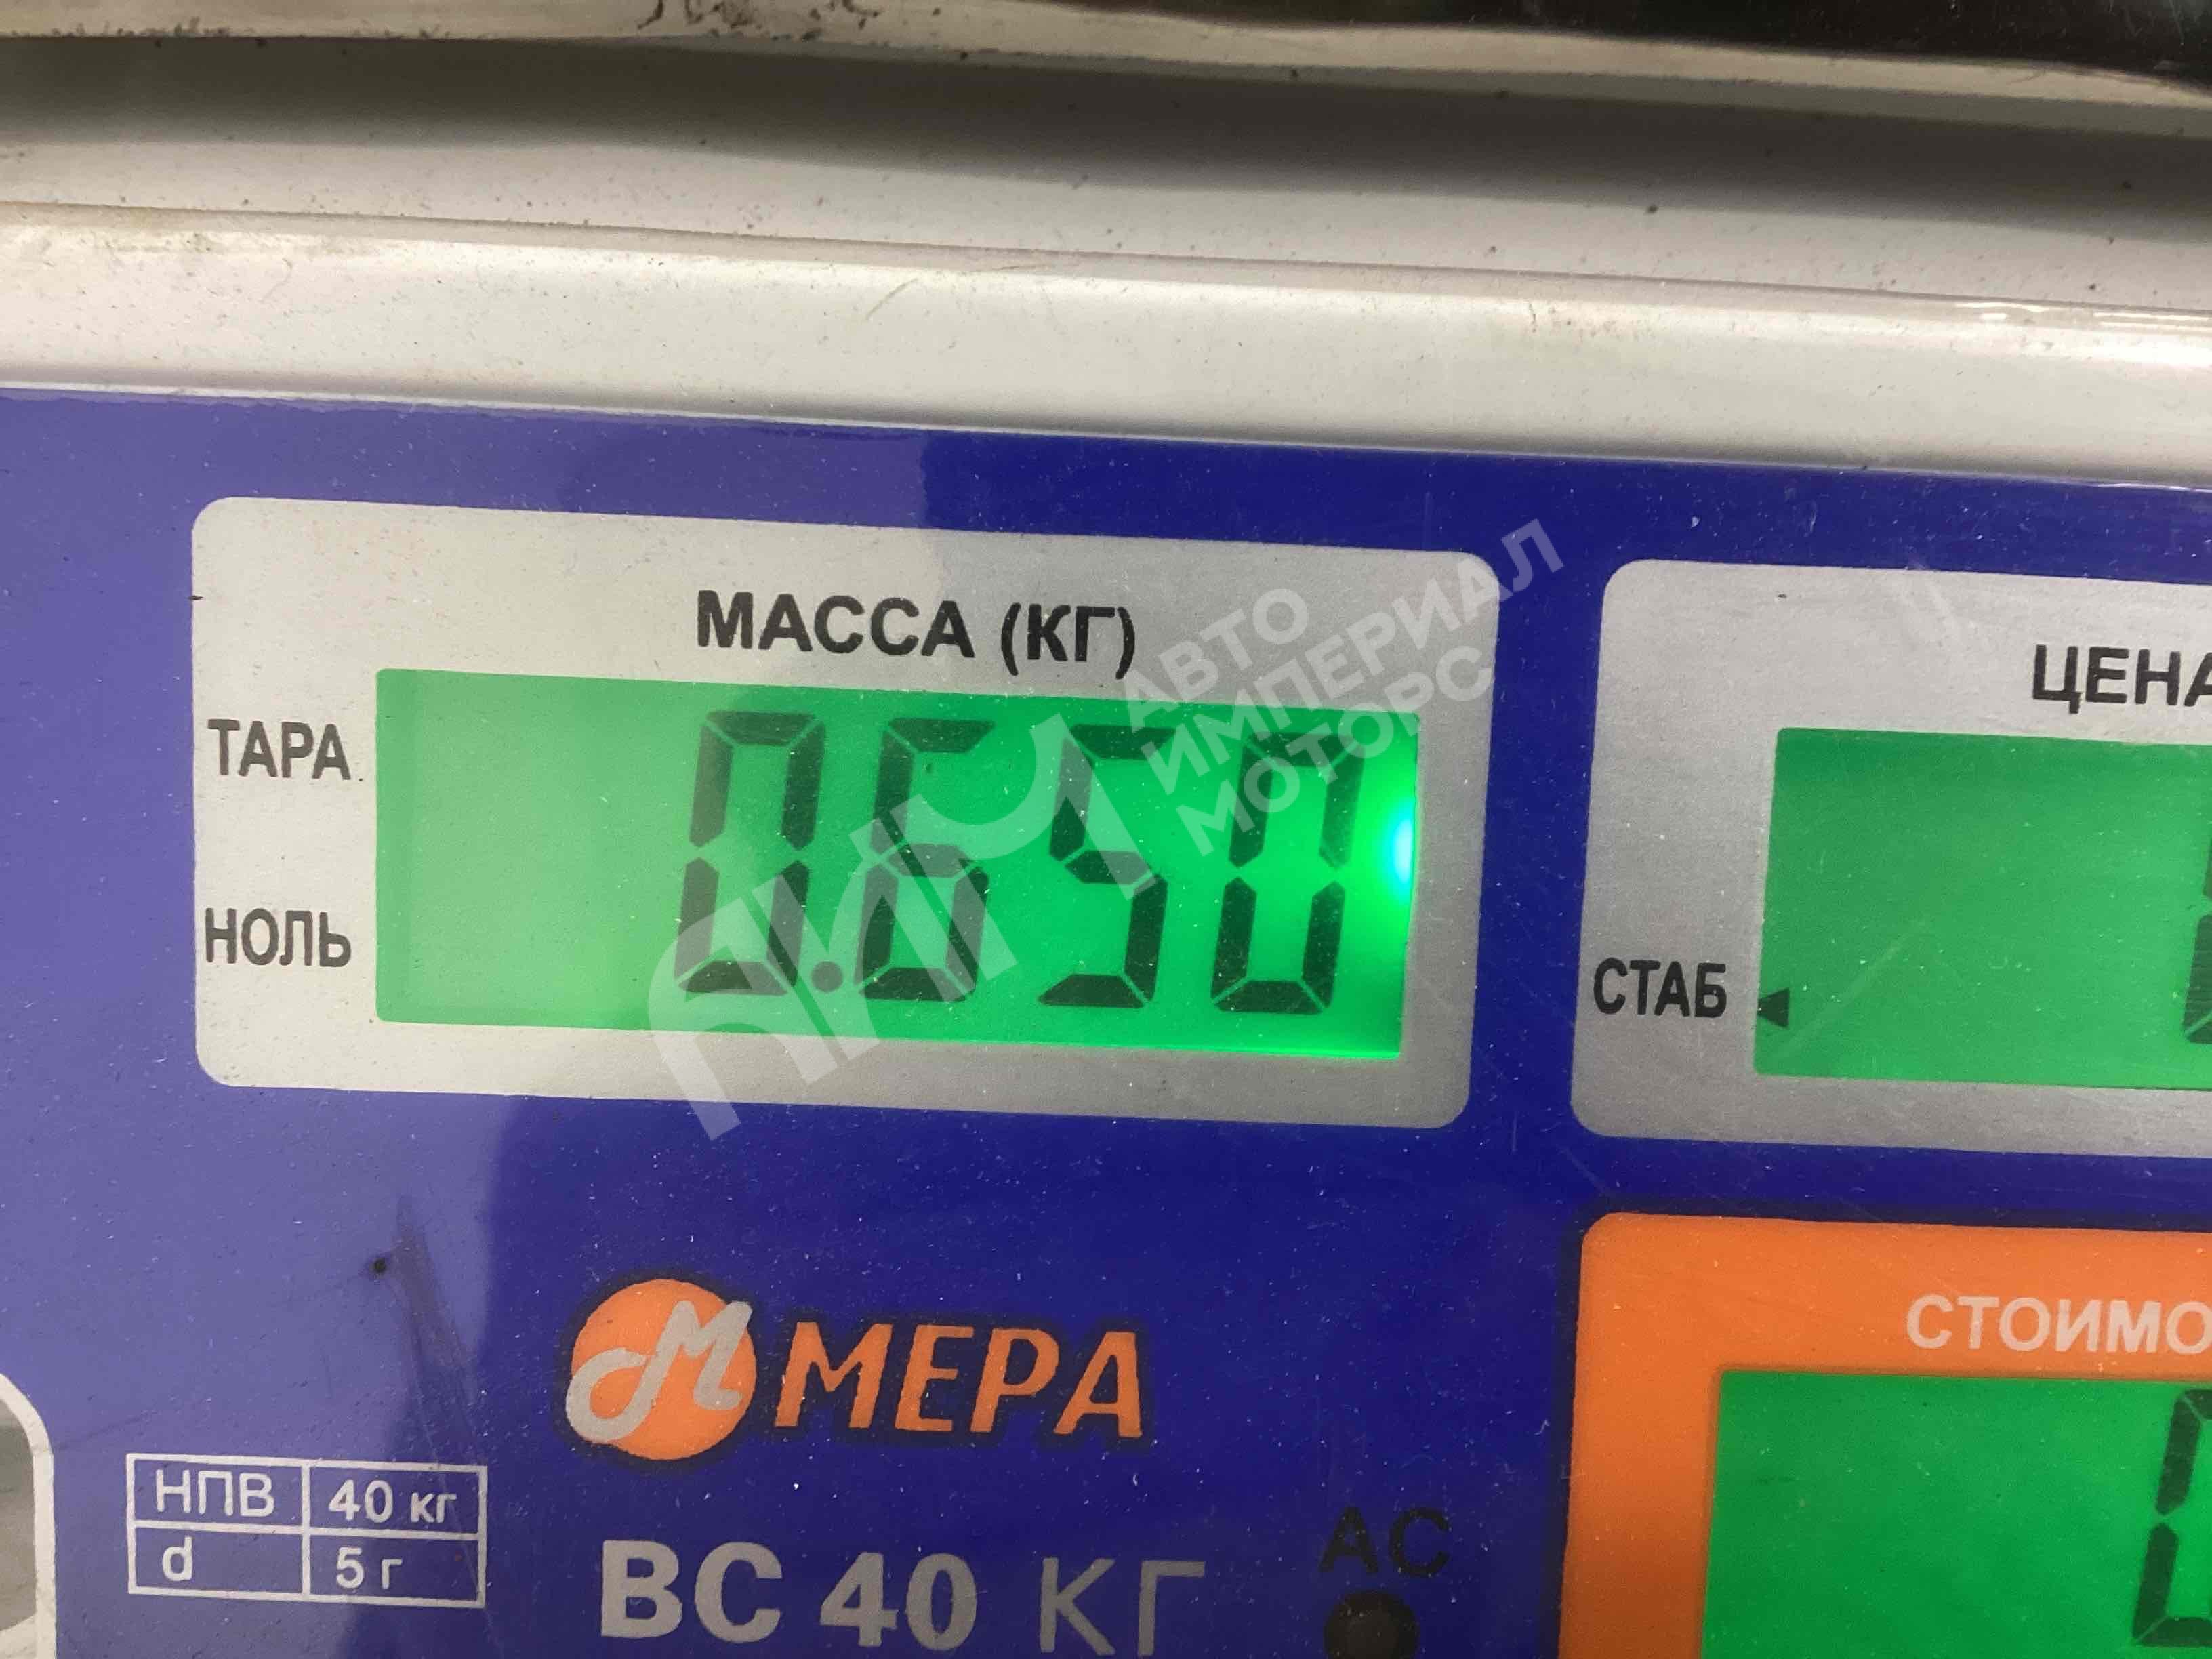 МАССА (КГ)
ТАРА
0.650
НОЛЬ
ЦЕНА
СТАБ
АИМ
АВТО
ИМПЕРИАЛ
МОТОРС
М МЕРА
НПВ 40 кг
d 5 г
ВС 40 КГ
АС
СТОИМО